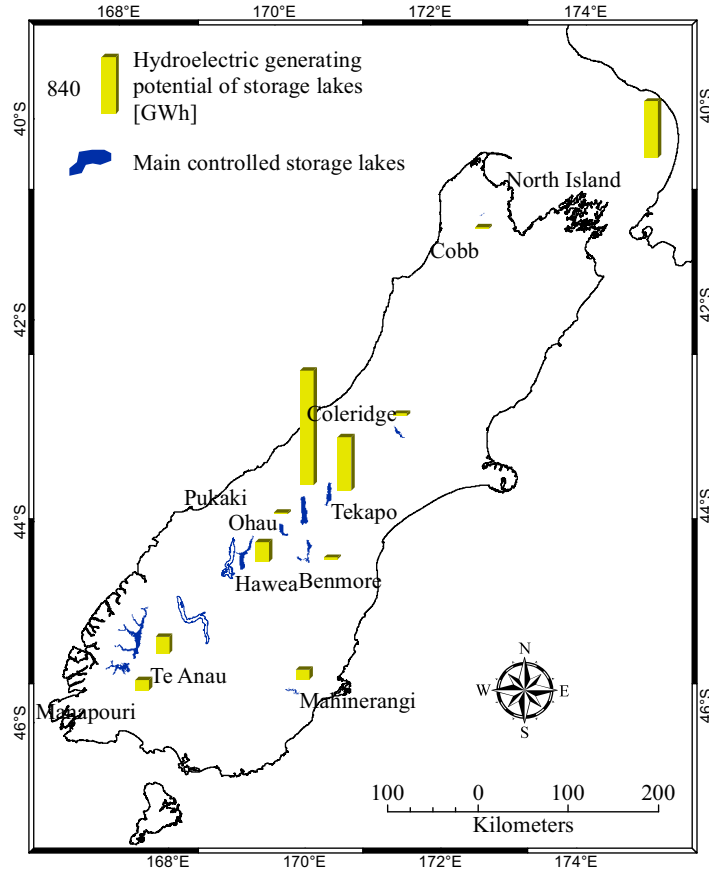 168°E
170°E
172°E
174°E
Hydroelectric generating
840
potential of storage lakes
[GWh]
Main controlled storage lakes
40°S
40°S
North Island
Cobb
42°S
42°S
Coleridge
Pukaki
Tekapo
Ohau
44°S
44°S
Hawea
Benmore
Te Anau
Mahinerangi
Manapouri
46°S
46°S
N
W
E
S
100
0
100
200
Kilometers
168°E
170°E
172°E
174°E